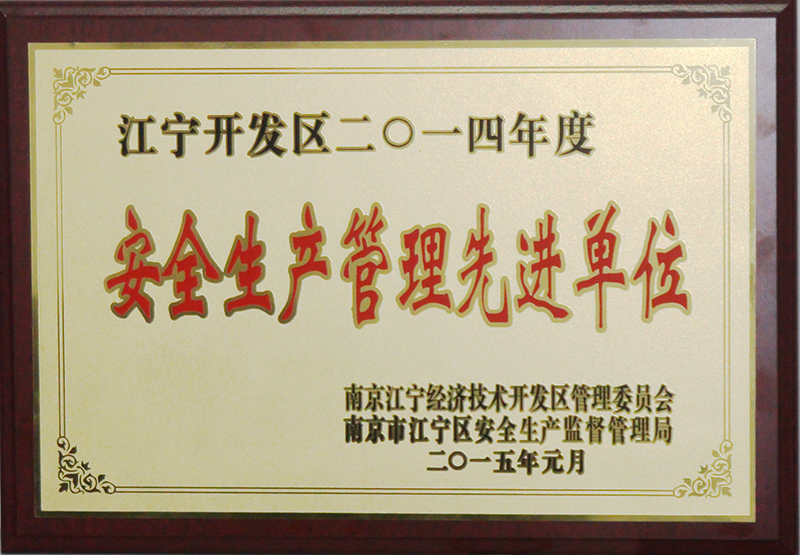 江宁开发区二〇一四年度
安全生产管理先进单位
南京江宁经济技术开发区管理委员会
南京市江宁区安全生产监督管理局
二〇一五年元月